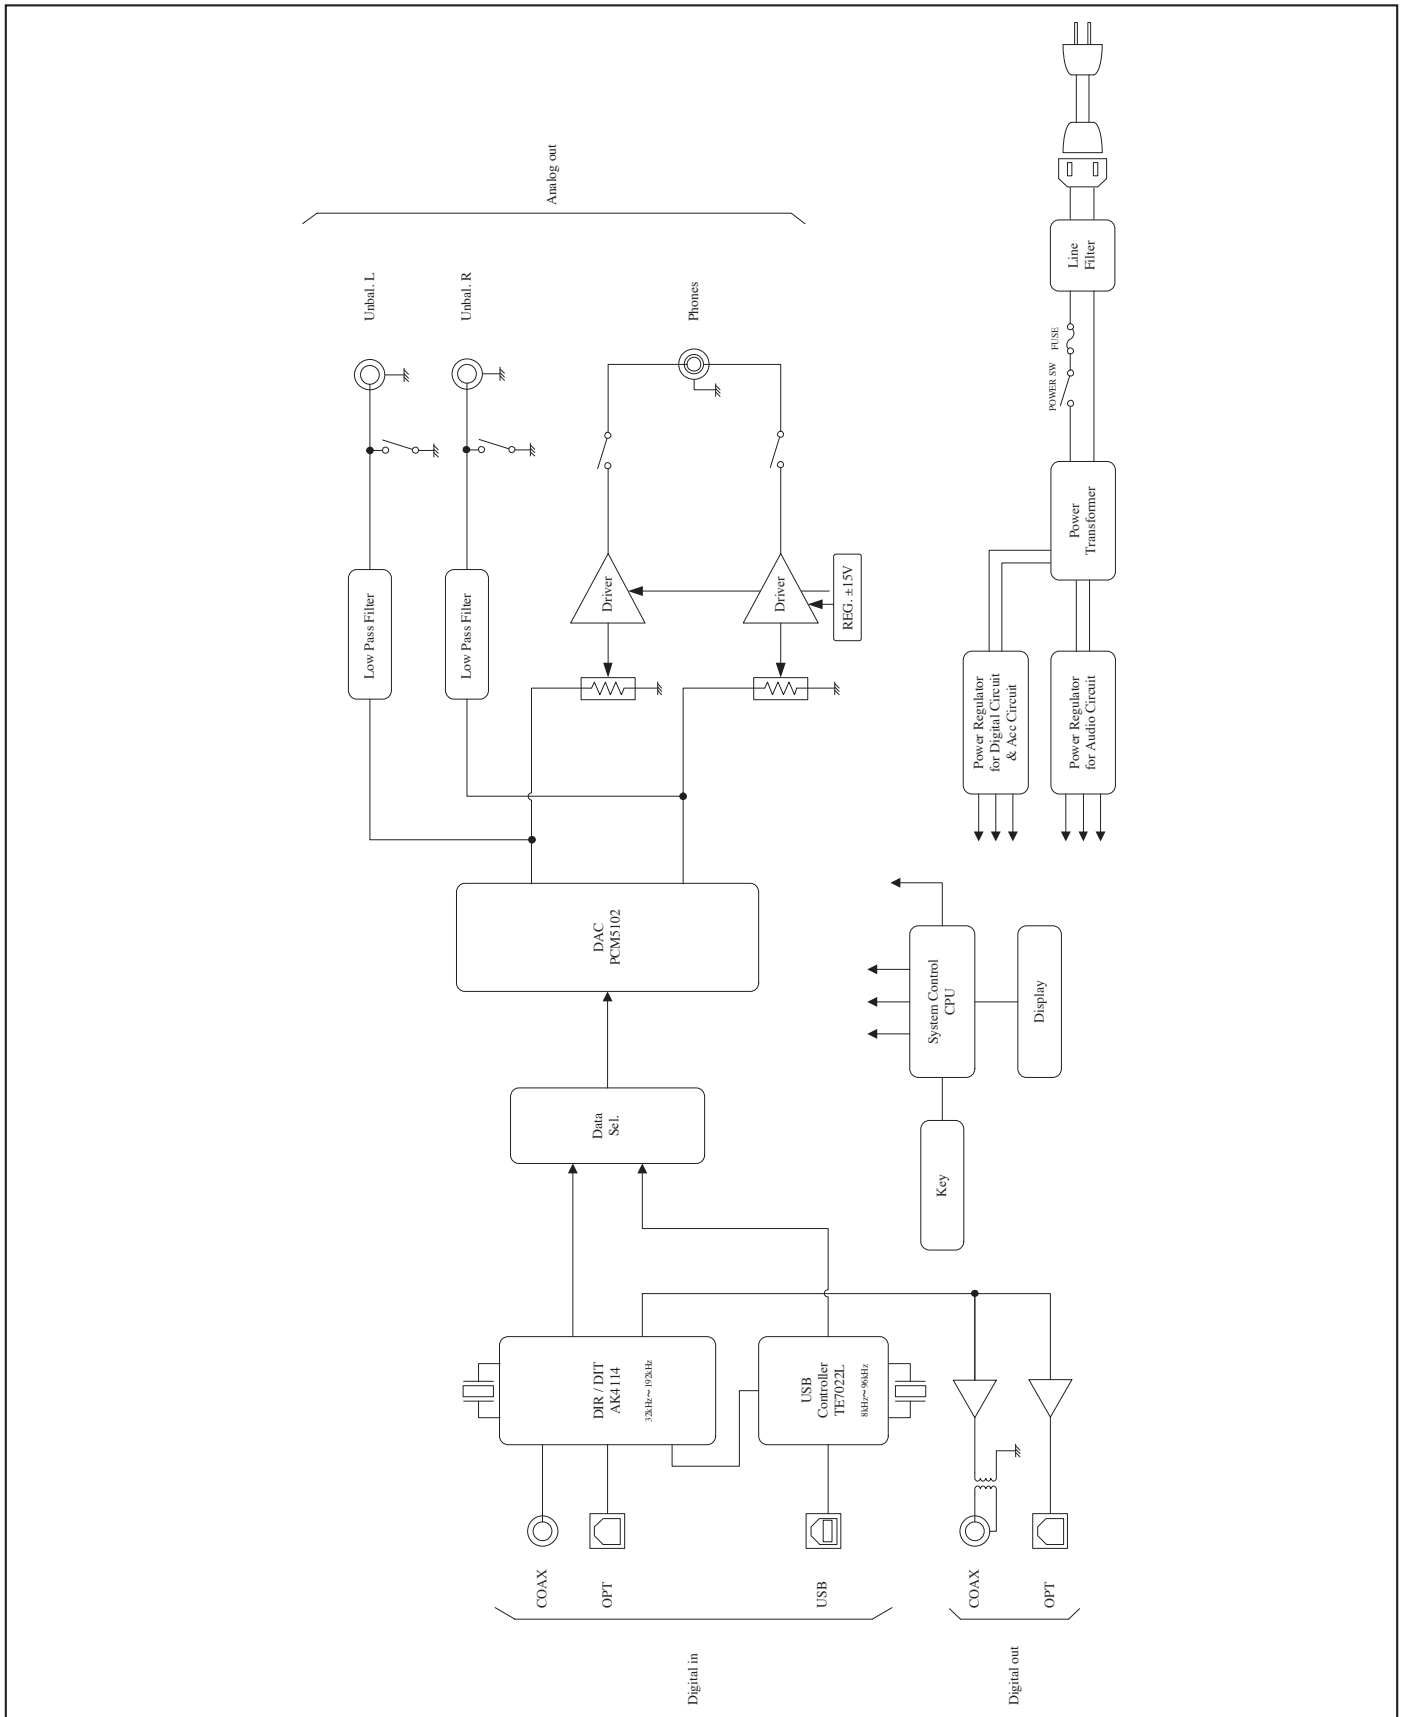 Digital in
COAX
OPT
USB
Digital out
COAX
OPT
DIR / DIT
AK4114
32kHz～192kHz
USB
Controller
TE7022L
8kHz～96kHz
Data
Sel.
DAC
PCM5102
Low Pass Filter
Low Pass Filter
Driver
Driver
REG. ±15V
Unbal. L
Unbal. R
Phones
Analog out
Key
System Control
CPU
Display
Power Regulator
for Digital Circuit
& Acc Circuit
Power Regulator
for Audio Circuit
Power
Transformer
POWER SW
FUSE
Line
Filter